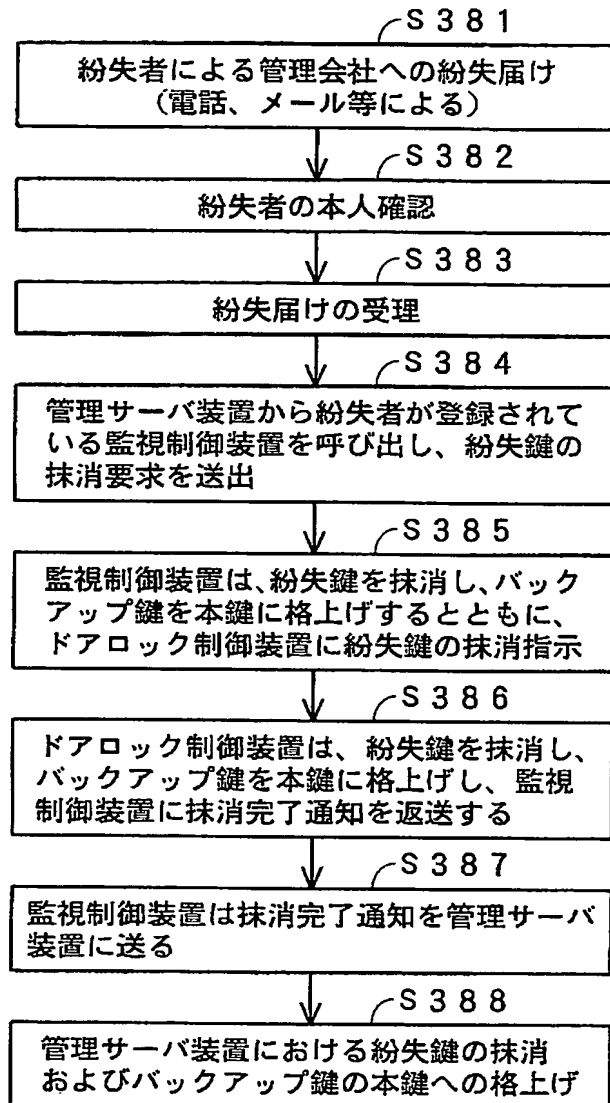 S381
紛失者による管理会社への紛失届け
(電話、メール等による)
S382
紛失者の本人確認
S383
紛失届けの受理
S384
管理サーバ装置から紛失者が登録されて
いる監視制御装置を呼び出し、紛失鍵の
抹消要求を送出
S385
監視制御装置は、紛失鍵を抹消し、バック
アップ鍵を本鍵に格上げするとともに、
ドアロック制御装置に紛失鍵の抹消指示
S386
ドアロック制御装置は、紛失鍵を抹消し、
バックアップ鍵を本鍵に格上げし、監視
制御装置に抹消完了通知を返送する
S387
監視制御装置は抹消完了通知を管理サーバ
装置に送る
S388
管理サーバ装置における紛失鍵の抹消
およびバックアップ鍵の本鍵への格上げ